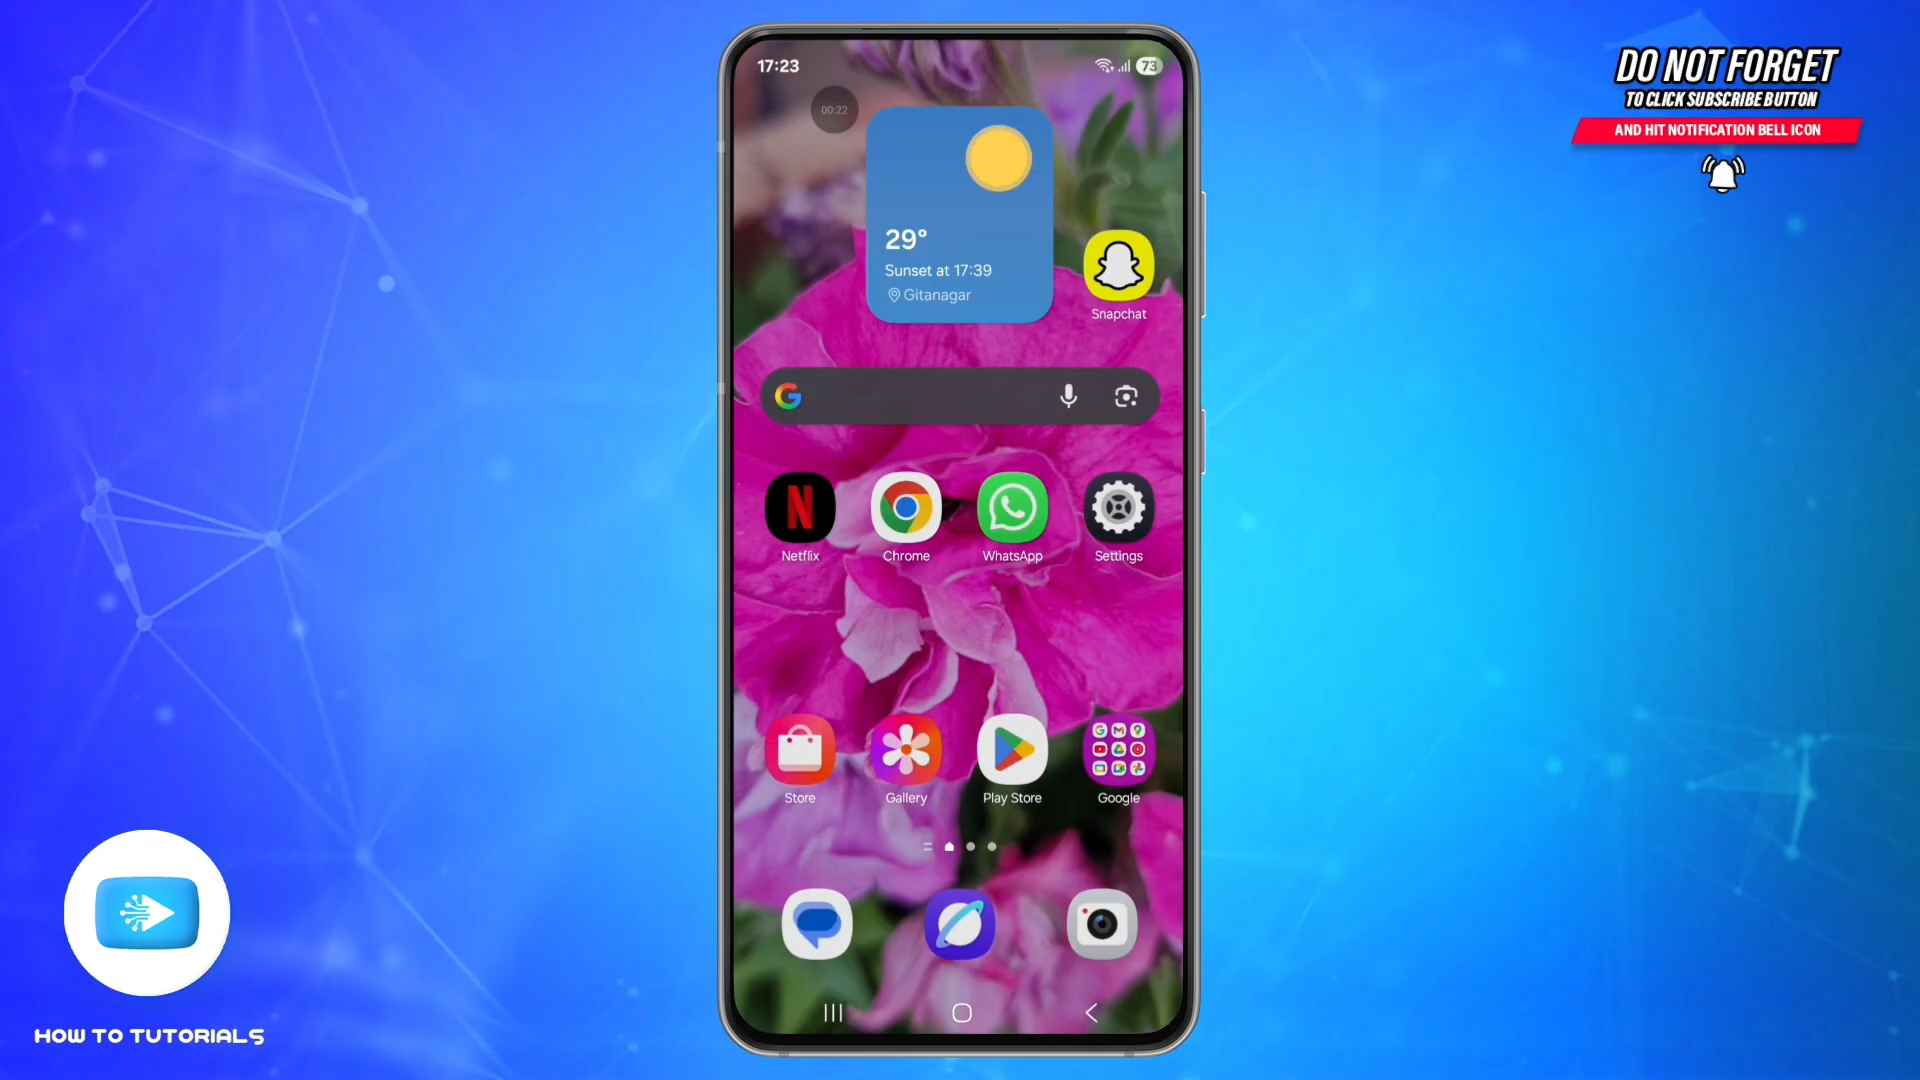 17:23
73
00:22
29°
Sunset at 17:39
Gitanagar
Snapchat
Netflix
Chrome
WhatsApp
Settings
Store
Gallery
Play Store
Google
DO NOT FORGET
TO CLICK SUBSCRIBE BUTTON
AND HIT NOTIFICATION BELL ICON
HOW TO TUTORIALS